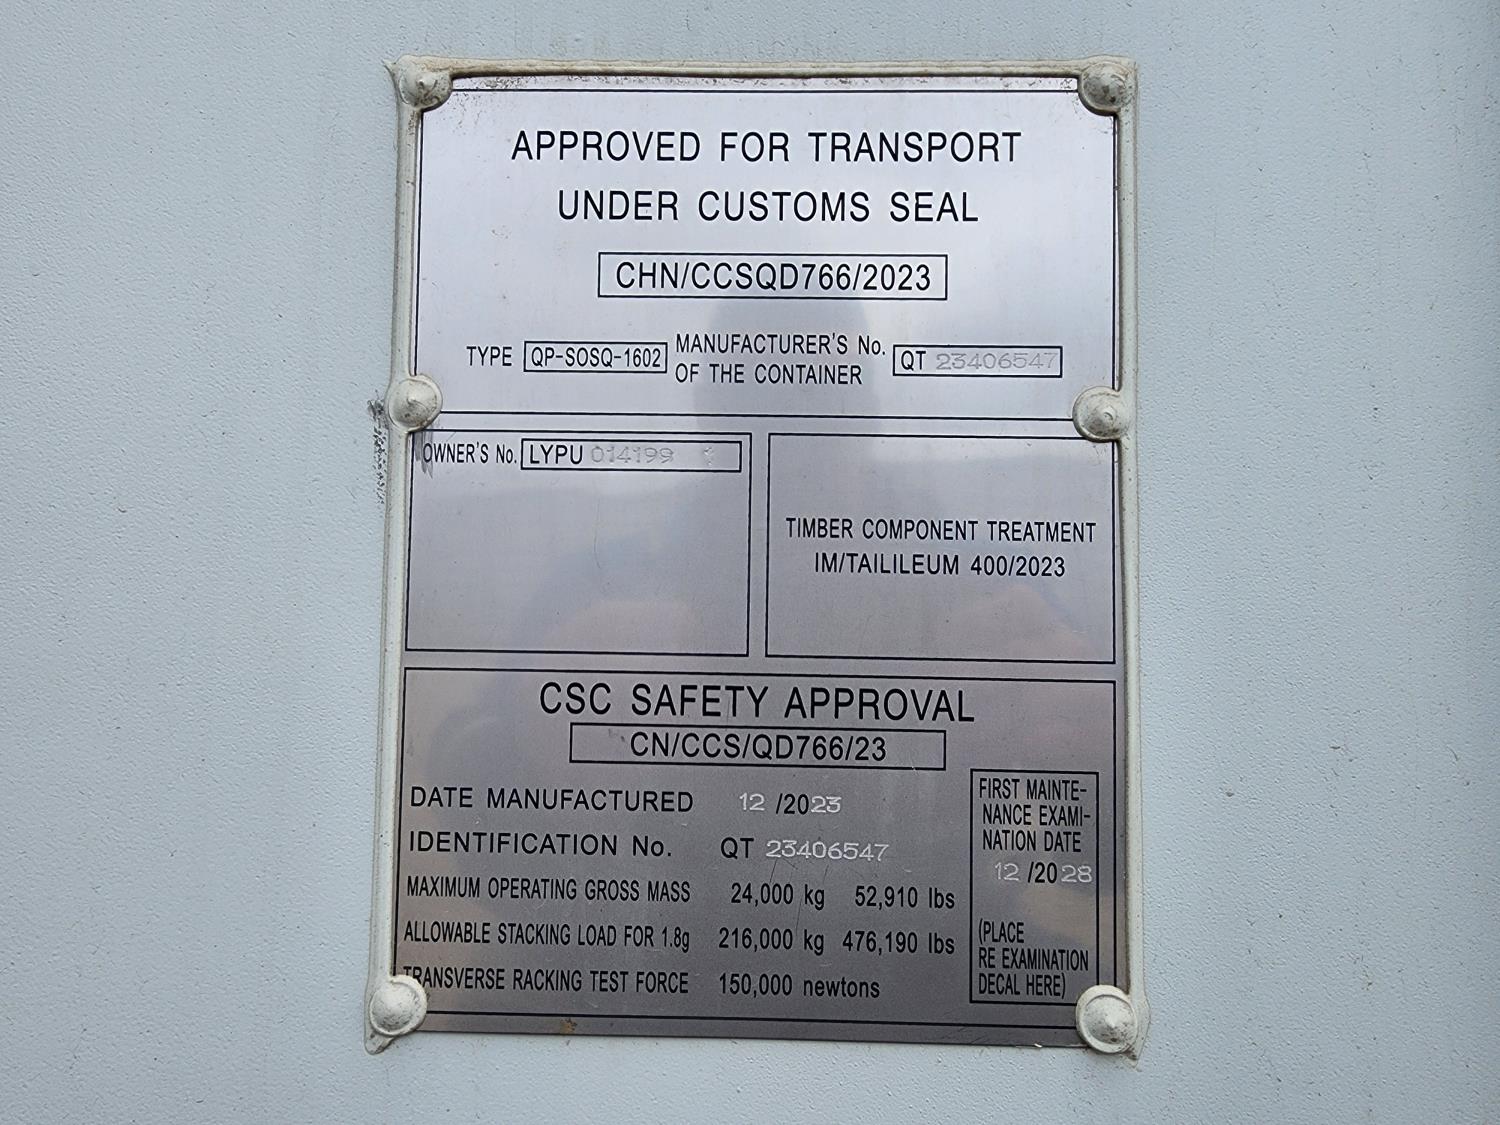 APPROVED FOR TRANSPORT
UNDER CUSTOMS SEAL
CHN/CCSQD766/2023
TYPE QP-SOSQ-1602 MANUFACTURER'S No. OF THE CONTAINER QT 23406547
OWNER'S No. LYPU 014199
TIMBER COMPONENT TREATMENT
IM/TAILILEUM 400/2023
CSC SAFETY APPROVAL
CN/CCS/QD766/23
DATE MANUFACTURED 12 /2023
IDENTIFICATION No. QT 23406547
MAXIMUM OPERATING GROSS MASS 24,000 kg 52,910 lbs
ALLOWABLE STACKING LOAD FOR 1.8g 216,000 kg 476,190 lbs
TRANSVERSE RACKING TEST FORCE 150,000 newtons
FIRST MAINTE-
NANCE EXAMI-
NATION DATE
12 /2028
(PLACE
RE EXAMINATION
DECAL HERE)